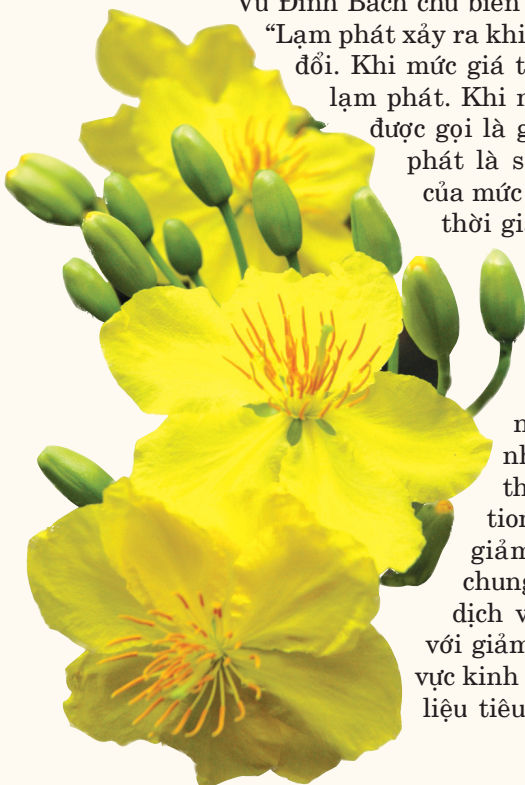 Vũ Đình Bách chủ biên
“Lạm phát xảy ra khi
đổi. Khi mức giá t
lạm phát. Khi m
được gọi là g
phát là s
của mức
thời gia
n
nh
th
tion
giảm
chung
dịch v
với giảm
vực kinh
liệu tiêu